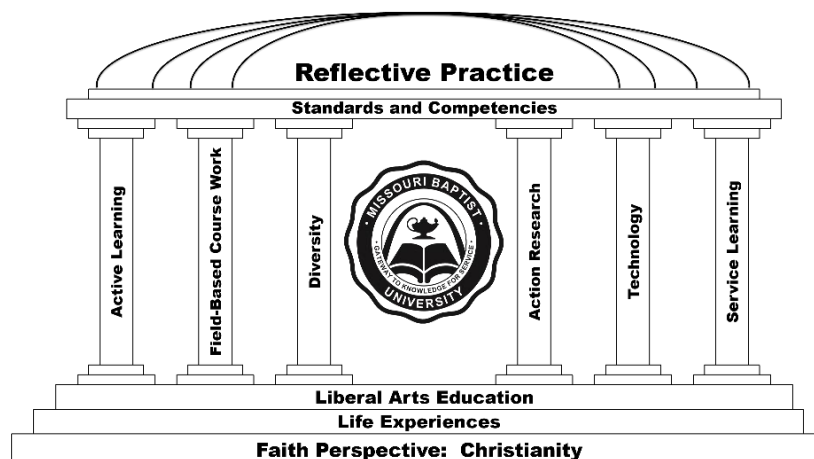 Reflective Practice
Standards and Competencies
Active Learning
Field-Based Course Work
Diversity
· MISSOURI BAPTIST ·
UNIVERSITY
· GATEWAY TO KNOWLEDGE FOR SERVICE ·
Action Research
Technology
Service Learning
Liberal Arts Education
Life Experiences
Faith Perspective: Christianity